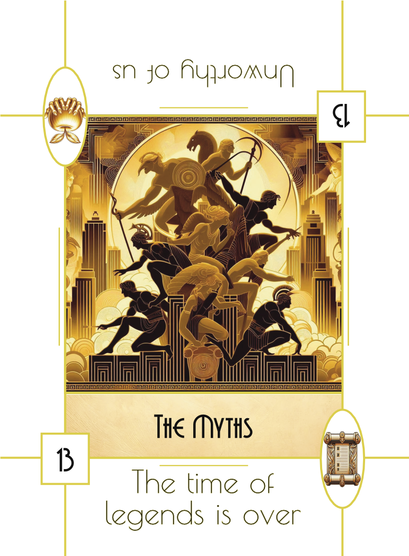 Unworthy of us
13
The Myths
13
The time of
legends is over